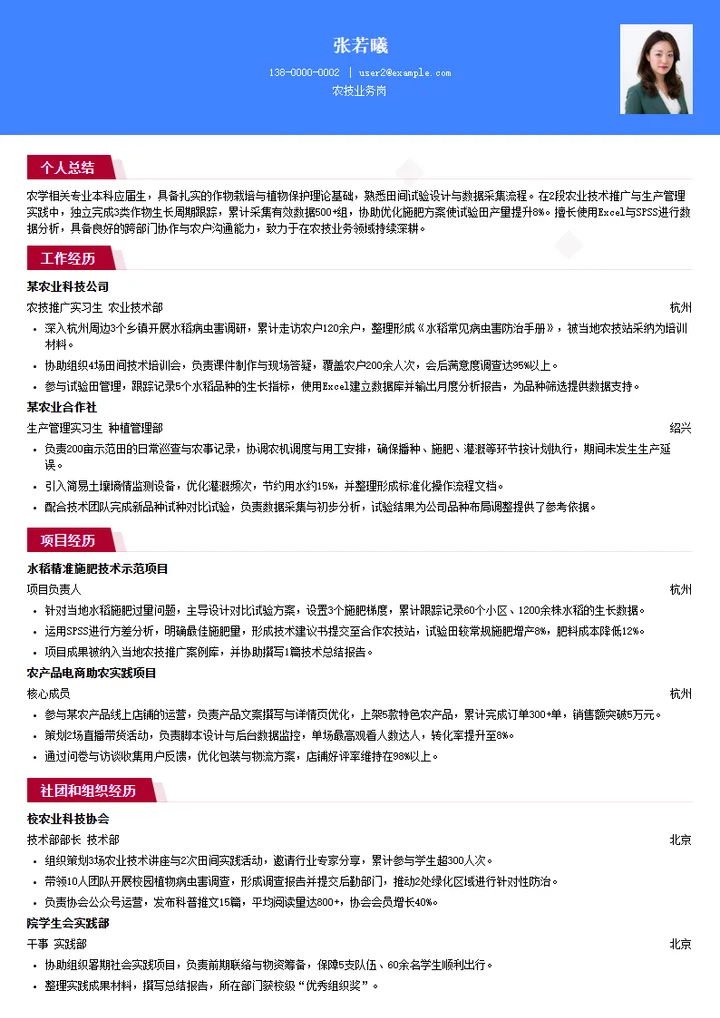 张若曦
138-0000-0002 | user2@example.com
农技业务岗
个人总结
农学相关专业本科应届生，具备扎实的作物栽培与植物保护理论基础，熟悉田间试验设计与数据采集流程。在2段农业技术推广与生产管理
实践中，独立完成3类作物生长周期跟踪，累计采集有效数据500+组，协助优化施肥方案使试验田产量提升8%。擅长使用Excel与SPSS进行数
据分析，具备良好的跨部门协作与农户沟通能力，致力于在农技业务领域持续深耕。
工作经历
某农业科技公司
农技推广实习生 农业技术部 杭州
• 深入杭州周边3个乡镇开展水稻病虫害调研，累计走访农户120余户，整理形成《水稻常见病虫害防治手册》，被当地农技站采纳为培训
材料。
• 协助组织4场田间技术培训会，负责课件制作与现场答疑，覆盖农户200余人次，会后满意度调查达95%以上。
• 参与试验田管理，跟踪记录5个水稻品种的生长指标，使用Excel建立数据库并输出月度分析报告，为品种筛选提供数据支持。
某农业合作社
生产管理实习生 种植管理部 绍兴
• 负责200亩示范田的日常巡查与农事记录，协调农机调度与用工安排，确保播种、施肥、灌溉等环节按计划执行，期间未发生生产延
误。
• 引入简易土壤墒情监测设备，优化灌溉频次，节约用水约15%，并整理形成标准化操作流程文档。
• 配合技术团队完成新品种试种对比试验，负责数据采集与初步分析，试验结果为公司品种布局调整提供了参考依据。
项目经历
水稻精准施肥技术示范项目
项目负责人 杭州
• 针对当地水稻施肥过量问题，主导设计对比试验方案，设置3个施肥梯度，累计跟踪记录60个小区、1200余株水稻的生长数据。
• 运用SPSS进行方差分析，明确最佳施肥量，形成技术建议书提交至合作农技站，试验田较常规施肥增产8%，肥料成本降低12%。
• 项目成果被纳入当地农技推广案例库，并协助撰写1篇技术总结报告。
农产品电商助农实践项目
核心成员 杭州
• 参与某农产品线上店铺的运营，负责产品文案撰写与详情页优化，上架5款特色农产品，累计完成订单300+单，销售额突破5万元。
• 策划2场直播带货活动，负责脚本设计与后台数据监控，单场最高观看人数达人，转化率提升至8%。
• 通过问卷与访谈收集用户反馈，优化包装与物流方案，店铺好评率维持在98%以上。
社团和组织经历
校农业科技协会
技术部部长 技术部 北京
• 组织策划3场农业技术讲座与2次田间实践活动，邀请行业专家分享，累计参与学生超300人次。
• 带领10人团队开展校园植物病虫害调查，形成调查报告并提交后勤部门，推动2处绿化区域进行针对性防治。
• 负责协会公众号运营，发布科普推文15篇，平均阅读量达800+，协会会员增长40%。
院学生会实践部
干事 实践部 北京
• 协助组织暑期社会实践项目，负责前期联络与物资筹备，保障5支队伍、60余名学生顺利出行。
• 整理实践成果材料，撰写总结报告，所在部门获校级“优秀组织奖”。